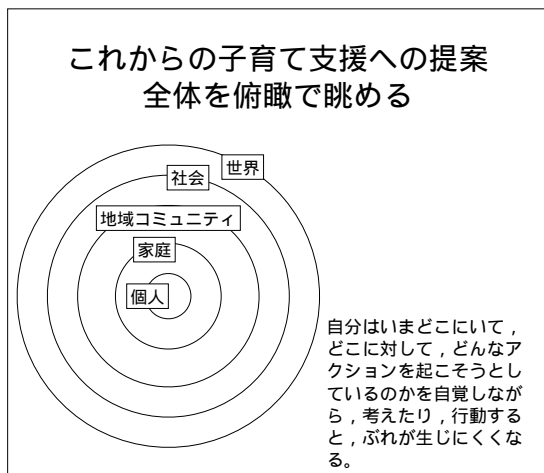 これからの子育て支援への提案
全体を俯瞰で眺める
世界
社会
地域コミュニティ
家庭
個人
自分はいまどこにいて，
どこに対して，どんなア
クションを起こそうとし
ているのかを自覚しなが
ら，考えたり，行動する
と，ぶれが生じにくくな
る。